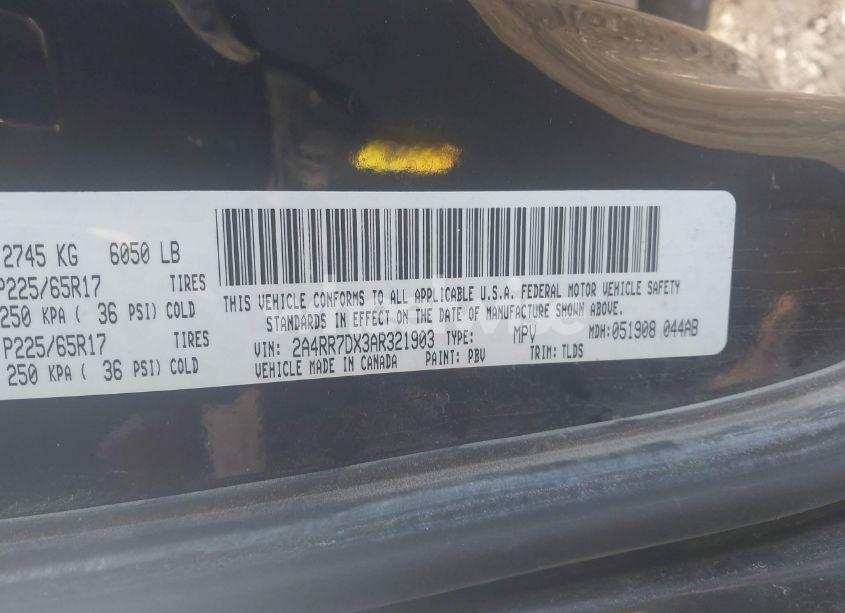 2745 KG 6050 LB
P225/65R17 TIRES
250 KPA ( 36 PSI) COLD
P225/65R17 TIRES
250 KPA ( 36 PSI) COLD
THIS VEHICLE CONFORMS TO ALL APPLICABLE U.S.A. FEDERAL MOTOR VEHICLE SAFETY
STANDARDS IN EFFECT ON THE DATE OF MANUFACTURE SHOWN ABOVE.
VIN: 2A4RR7DX3AR321903 TYPE: MPV MDH: 051908 044AB
VEHICLE MADE IN CANADA PAINT: PBV TRIM: TLDS